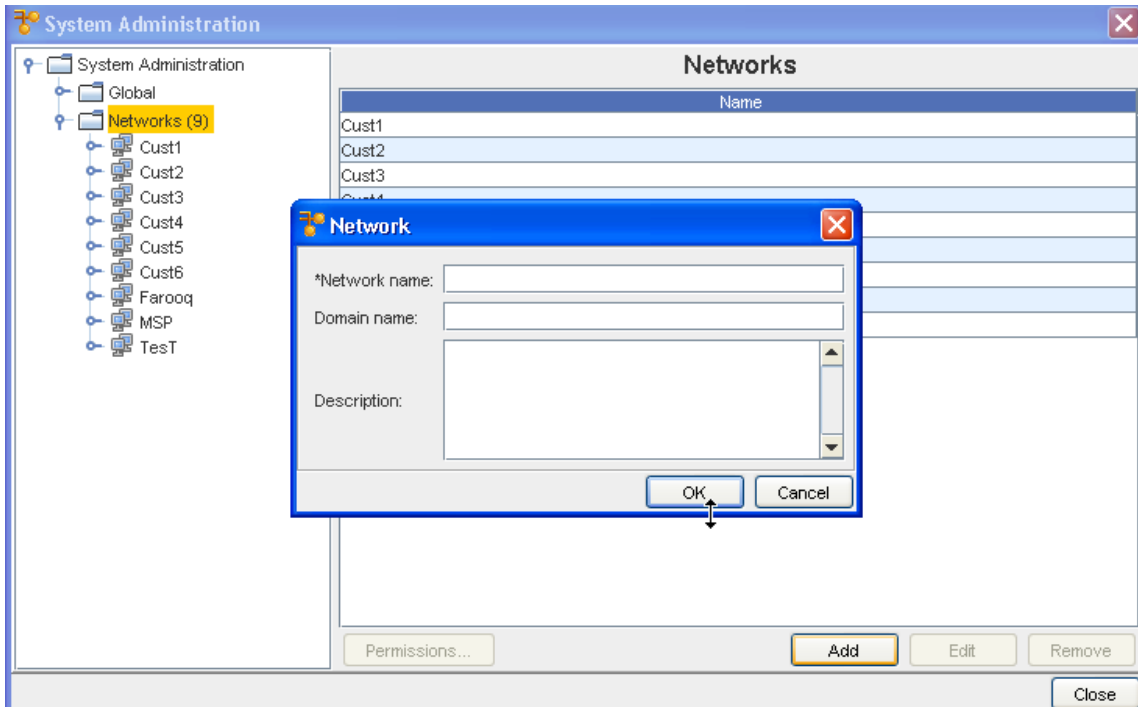 System Administration
System Administration
Global
Networks (9)
Cust1
Cust2
Cust3
Cust4
Cust5
Cust6
Farooq
MSP
TesT
Networks
Name
Cust1
Cust2
Cust3
Network
*Network name:
Domain name:
Description:
OK
Cancel
Permissions...
Add
Edit
Remove
Close